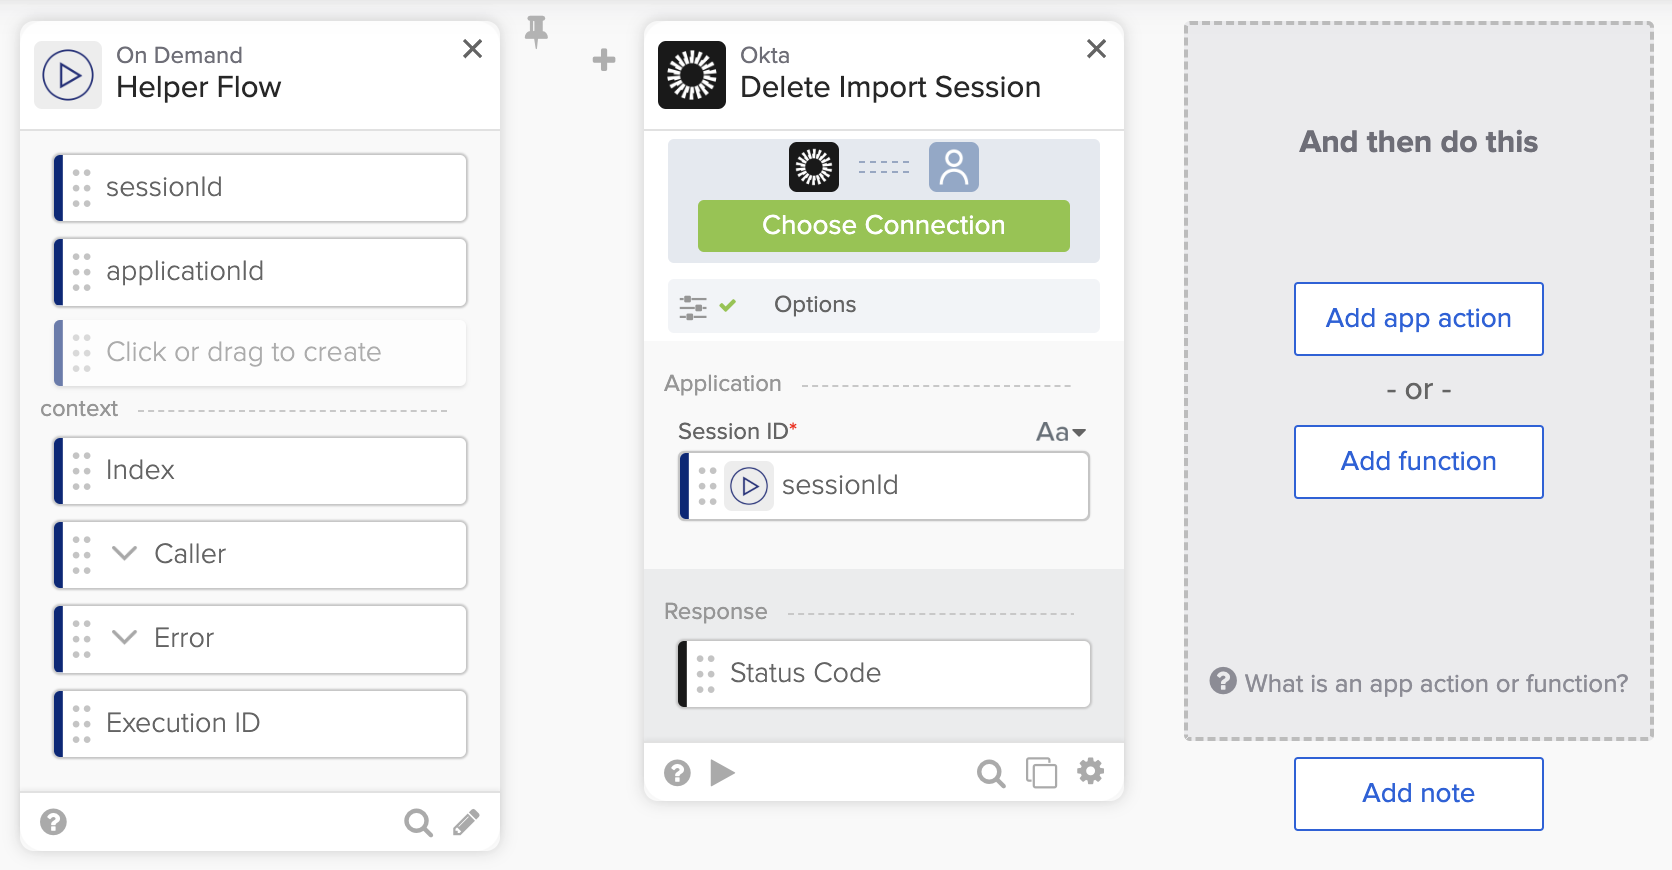 On Demand
Helper Flow
sessionId
applicationId
Click or drag to create
context
Index
Caller
Error
Execution ID
Okta
Delete Import Session
Choose Connection
Options
Application
Session ID*
Aa
sessionId
Response
Status Code
And then do this
Add app action
- or -
Add function
What is an app action or function?
Add note